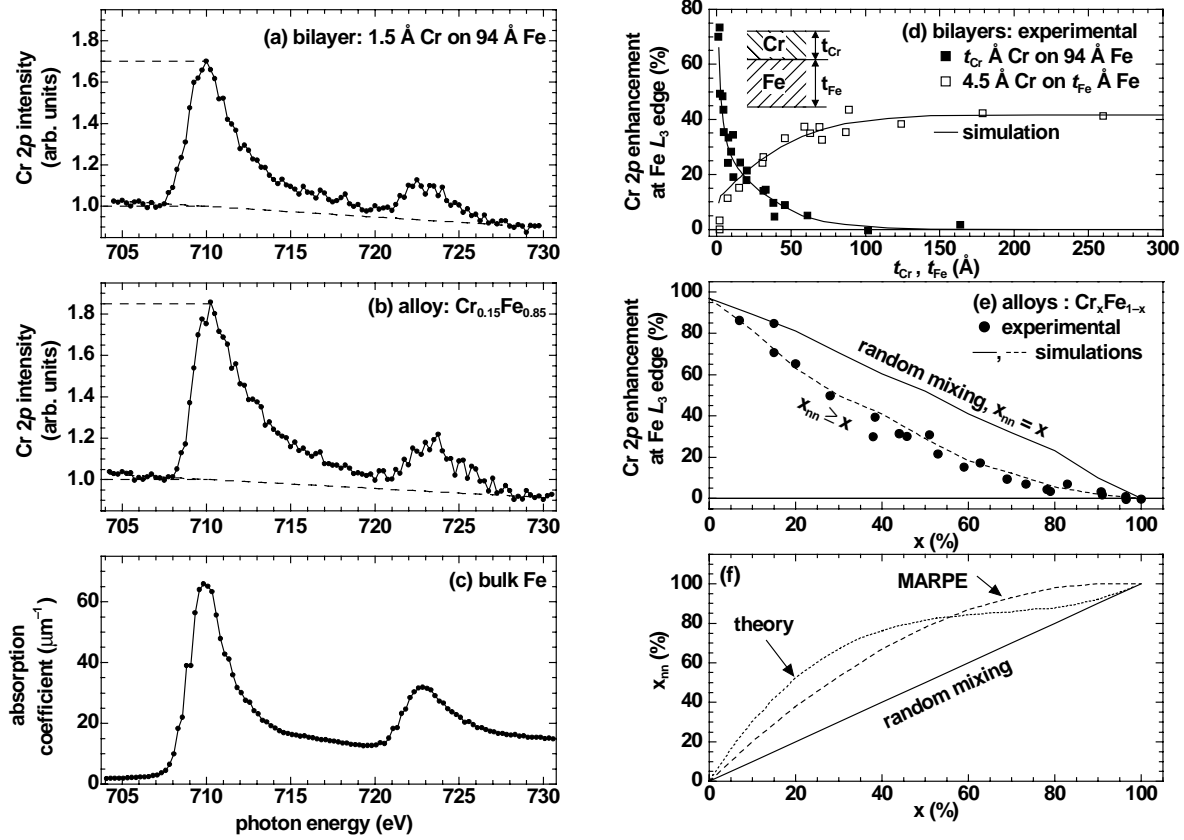 (a) bilayer: 1.5 Å Cr on 94 Å Fe
Cr 2p intensity
(arb. units)
1.8
1.6
1.4
1.2
1.0
705
710
715
720
725
730
(b) alloy: Cr0.15Fe0.85
Cr 2p intensity
(arb. units)
1.8
1.6
1.4
1.2
1.0
705
710
715
720
725
730
(c) bulk Fe
absorption
coefficient (µm−1)
60
40
20
0
705
710
715
720
725
730
photon energy (eV)
(d) bilayers: experimental
tCr Å Cr on 94 Å Fe
4.5 Å Cr on tFe Å Fe
simulation
Cr
tCr
Fe
tFe
Cr 2p enhancement
at Fe L3 edge (%)
80
60
40
20
0
0
50
100
150
200
250
300
tCr , tFe (Å)
(e) alloys : CrxFe1−x
experimental
, simulations
random mixing, xnn = x
xnn ≥ x
Cr 2p enhancement
at Fe L3 edge (%)
100
80
60
40
20
0
0
20
40
60
80
100
x (%)
(f)
MARPE
theory
random mixing
xnn (%)
100
80
60
40
20
0
0
20
40
60
80
100
x (%)